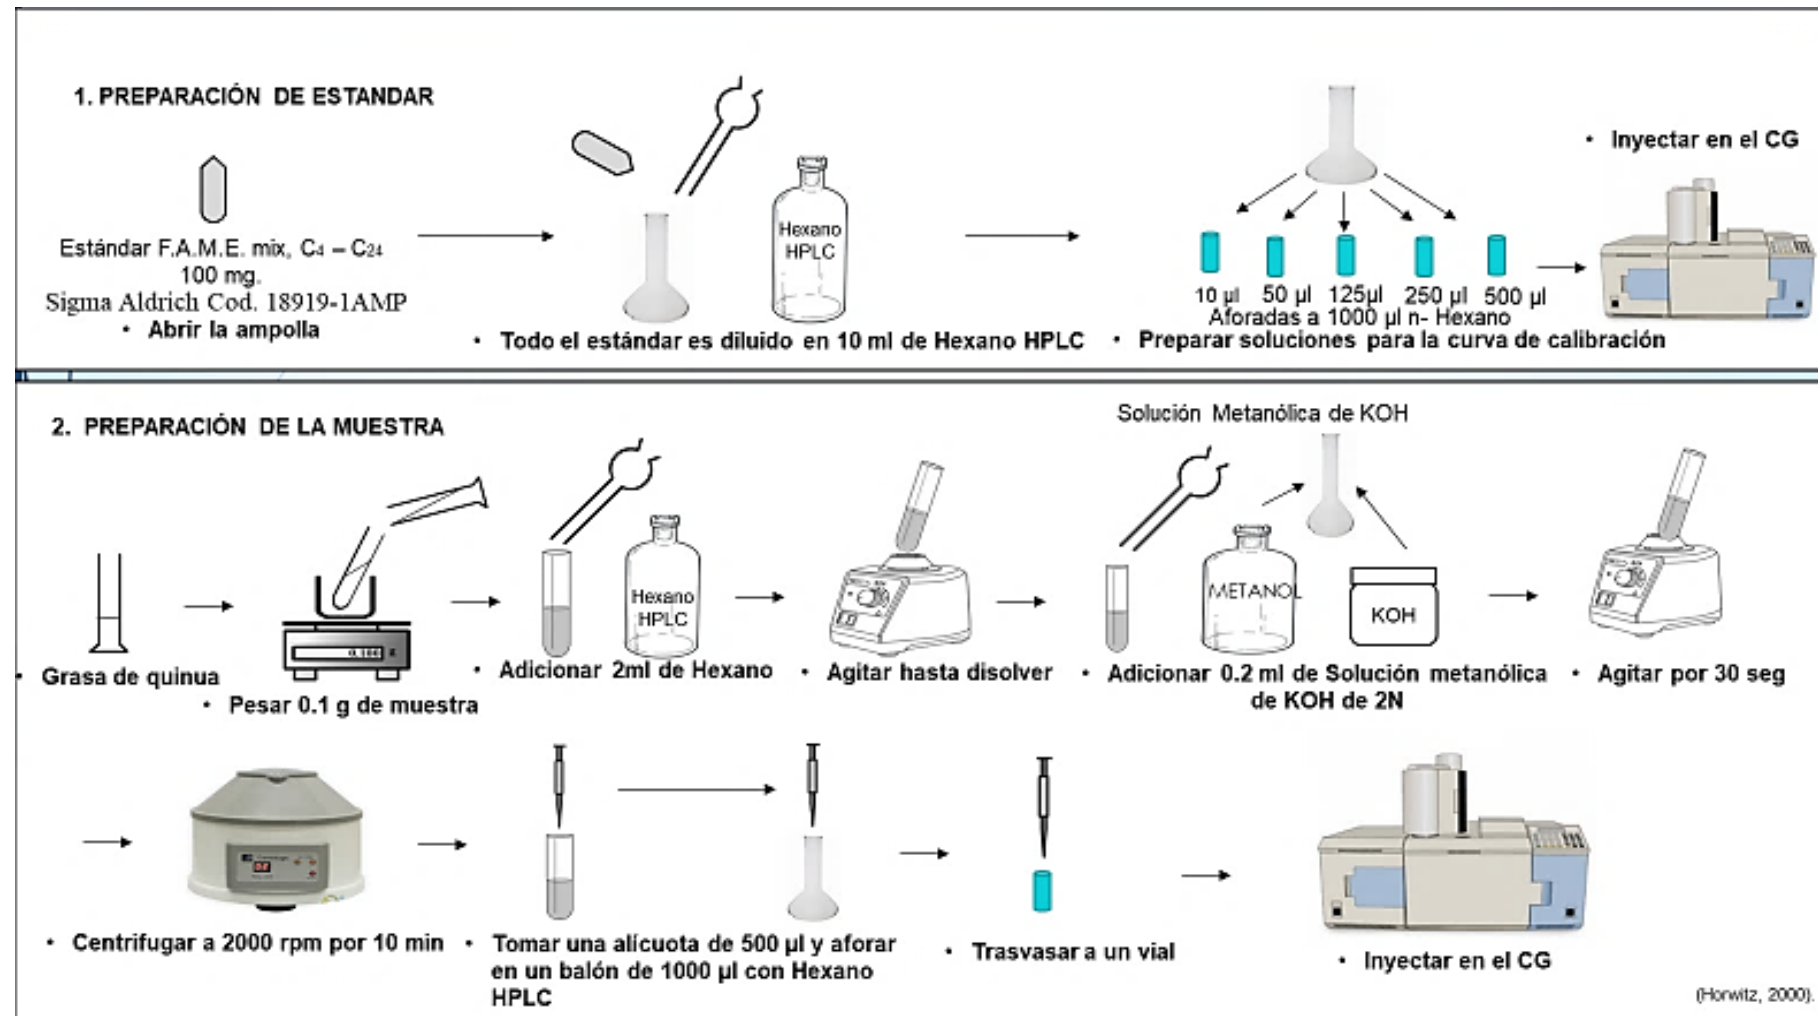 1. PREPARACIÓN DE ESTANDAR
Estándar F.A.M.E. mix, C4 – C24
100 mg.
Sigma Aldrich Cod. 18919-1AMP
• Abrir la ampolla
Hexano
HPLC
• Todo el estándar es diluido en 10 ml de Hexano HPLC
10 µl 50 µl 125µl 250 µl 500 µl
Aforadas a 1000 µl n- Hexano
• Preparar soluciones para la curva de calibración
• Inyectar en el CG
2. PREPARACIÓN DE LA MUESTRA
• Grasa de quinua
• Pesar 0.1 g de muestra
Hexano
HPLC
• Adicionar 2ml de Hexano
• Agitar hasta disolver
Solución Metanólica de KOH
METANOL
KOH
• Adicionar 0.2 ml de Solución metanólica
de KOH de 2N
• Agitar por 30 seg
• Centrifugar a 2000 rpm por 10 min
• Tomar una alícuota de 500 µl y aforar
en un balón de 1000 µl con Hexano
HPLC
• Trasvasar a un vial
• Inyectar en el CG
(Horwitz, 2000).